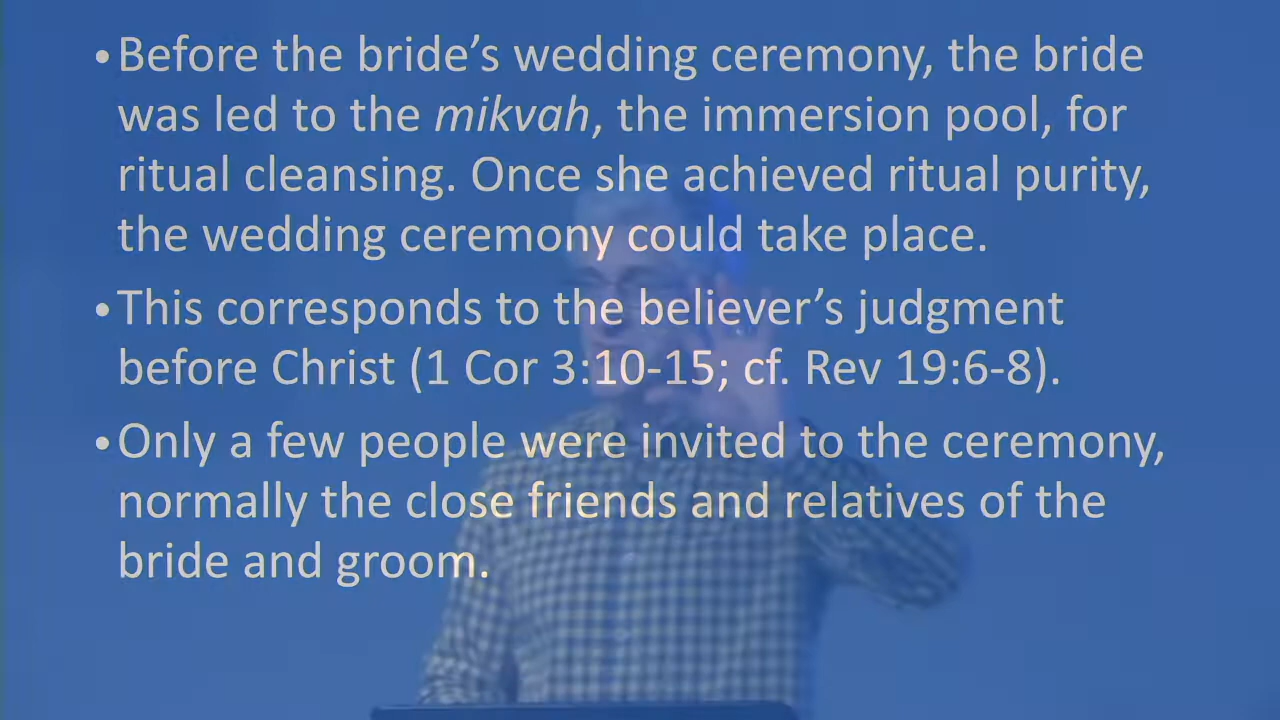 •Before the bride’s wedding ceremony, the bride
was led to the mikvah, the immersion pool, for
ritual cleansing. Once she achieved ritual purity,
the wedding ceremony could take place.
•This corresponds to the believer’s judgment
before Christ (1 Cor 3:10-15; cf. Rev 19:6-8).
•Only a few people were invited to the ceremony,
normally the close friends and relatives of the
bride and groom.